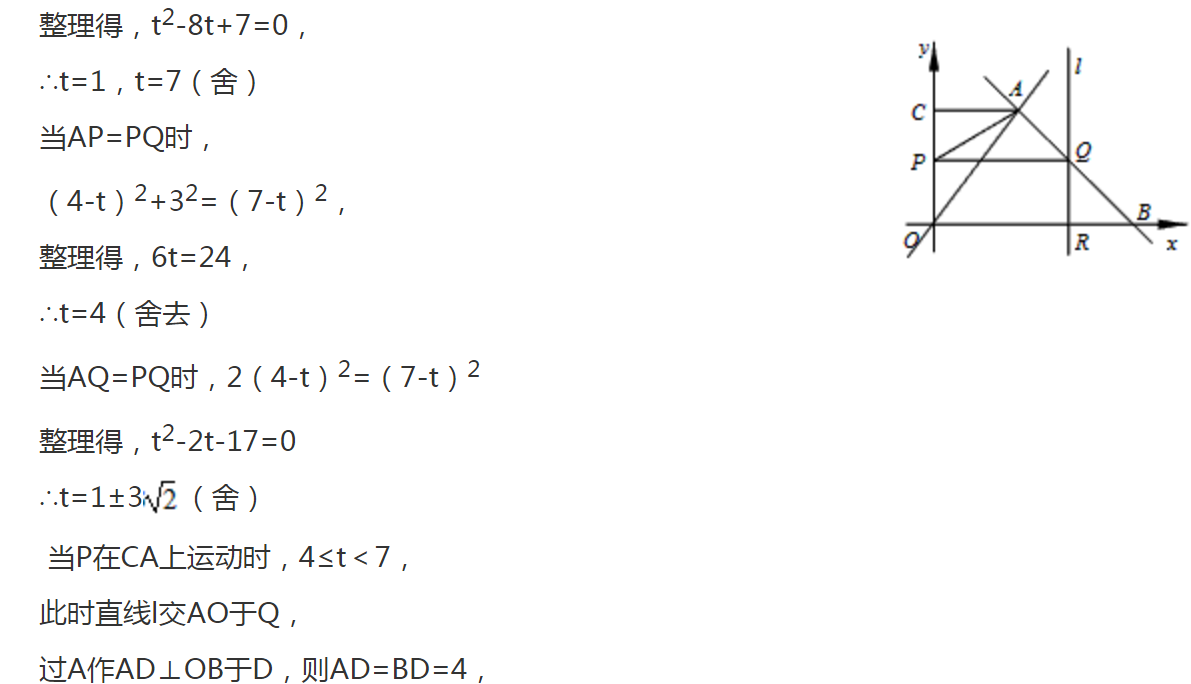 整理得，t²-8t+7=0，
∴t=1，t=7（舍）
当AP=PQ时，
（4-t）²+3²=（7-t）²，
整理得，6t=24，
∴t=4（舍去）
当AQ=PQ时，2（4-t）²=（7-t）²
整理得，t²-2t-17=0
∴t=1±3√2（舍）
当P在CA上运动时，4≤t＜7，
此时直线l交AO于Q，
过A作AD⊥OB于D，则AD=BD=4，
y
l
A
C
P
Q
B
O
R
x